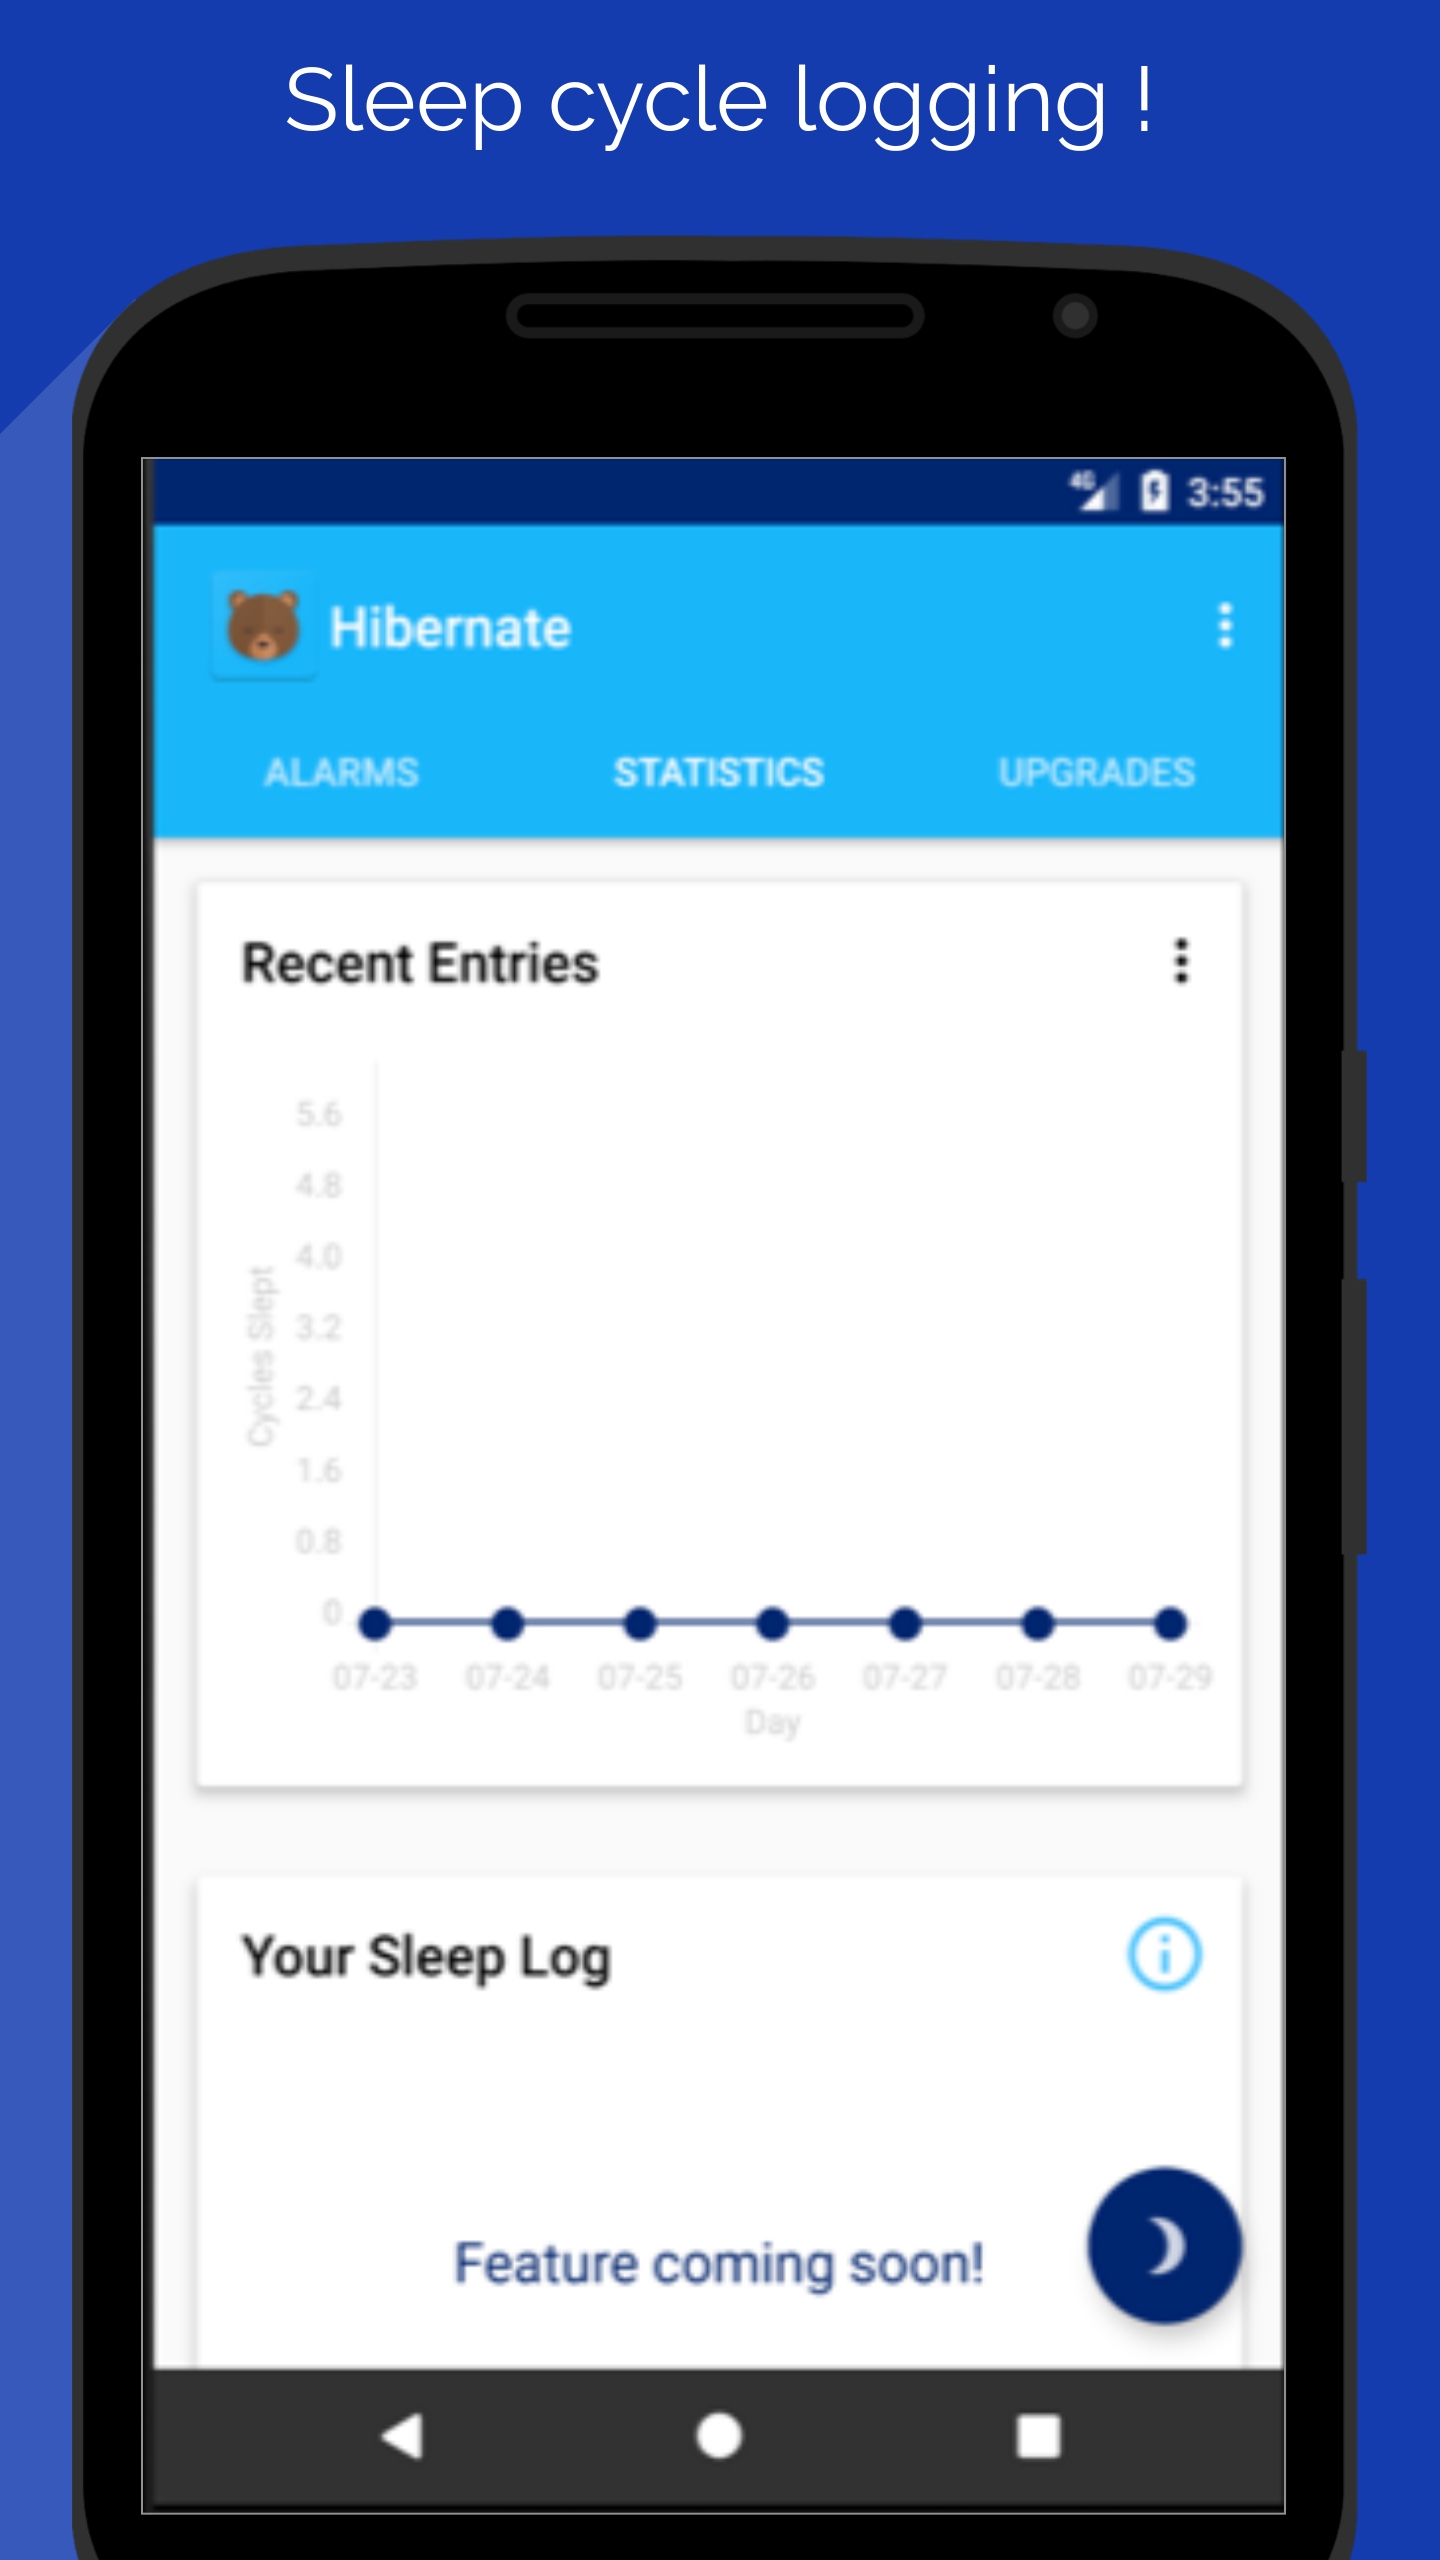 Sleep cycle logging !
4G 3:55
Hibernate
ALARMS STATISTICS UPGRADES
Recent Entries
5.6
4.8
4.0
3.2
2.4
1.6
0.8
0
Cycles Slept
07-23 07-24 07-25 07-26 07-27 07-28 07-29
Day
Your Sleep Log
Feature coming soon!